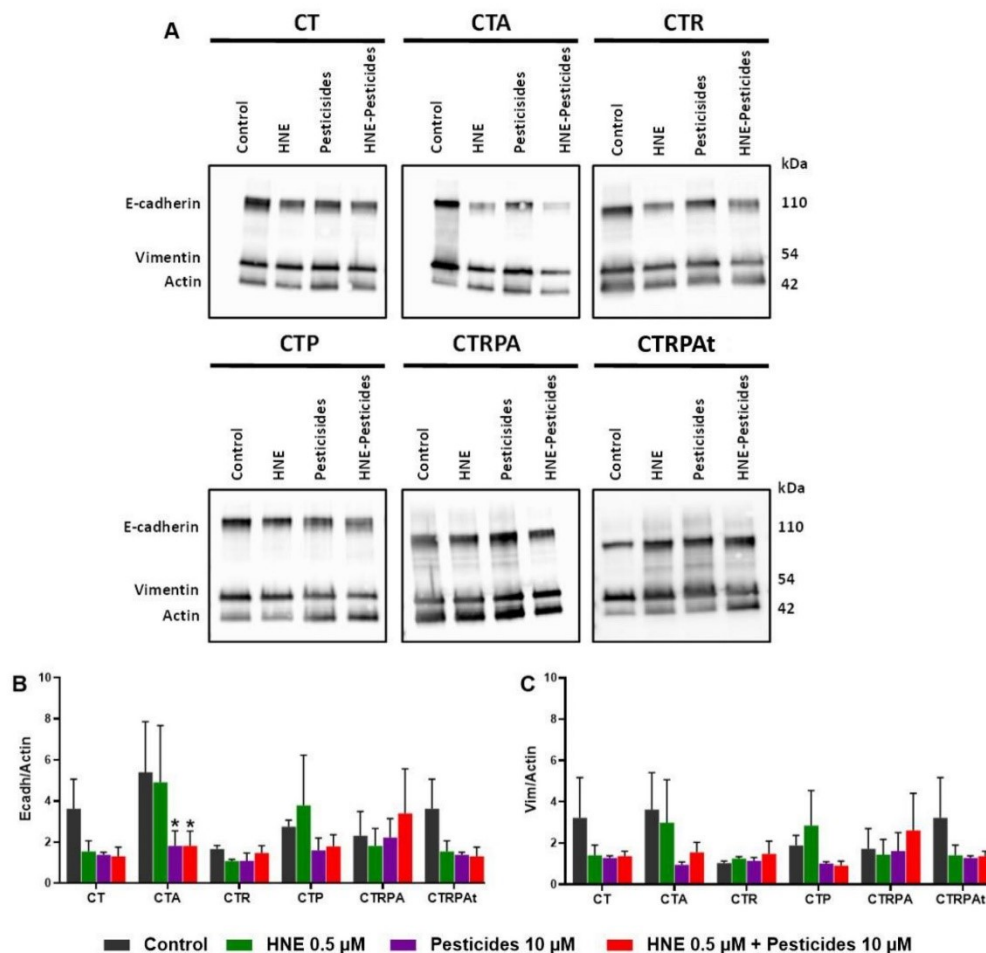 A
CT CTA CTR
Control HNE Pesticisides HNE-Pesticides Control HNE Pesticisides HNE-Pesticides Control HNE Pesticisides HNE-Pesticides
kDa
E-cadherin 110
Vimentin 54
Actin 42
CTP CTRPA CTRPAt
Control HNE Pesticisides HNE-Pesticides Control HNE Pesticisides HNE-Pesticides Control HNE Pesticisides HNE-Pesticides
kDa
E-cadherin 110
Vimentin 54
Actin 42
B
Ecadh/Actin
10
8
6
4
2
0
* *
CT CTA CTR CTP CTRPA CTRPAt
C
Vim/Actin
10
8
6
4
2
0
CT CTA CTR CTP CTRPA CTRPAt
Control HNE 0.5 µM Pesticides 10 µM HNE 0.5 µM + Pesticides 10 µM